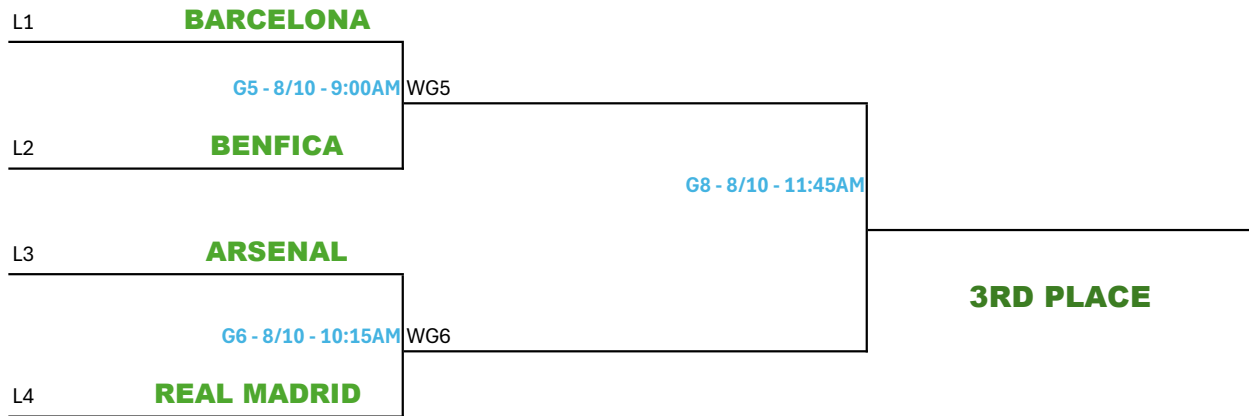 L1 BARCELONA
G5 - 8/10 - 9:00AM WG5
L2 BENFICA
G8 - 8/10 - 11:45AM
L3 ARSENAL
3RD PLACE
G6 - 8/10 - 10:15AM WG6
L4 REAL MADRID